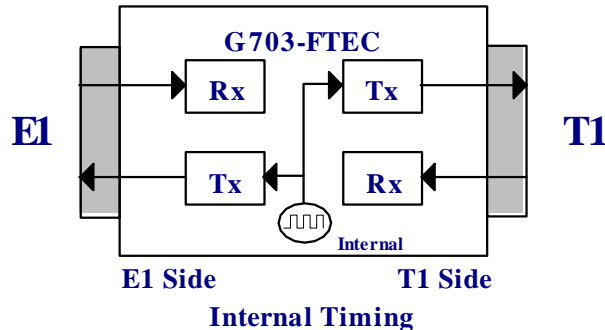 G703-FTEC
Rx
Tx
E1
T1
Tx
Rx
Internal
E1 Side
T1 Side
Internal Timing